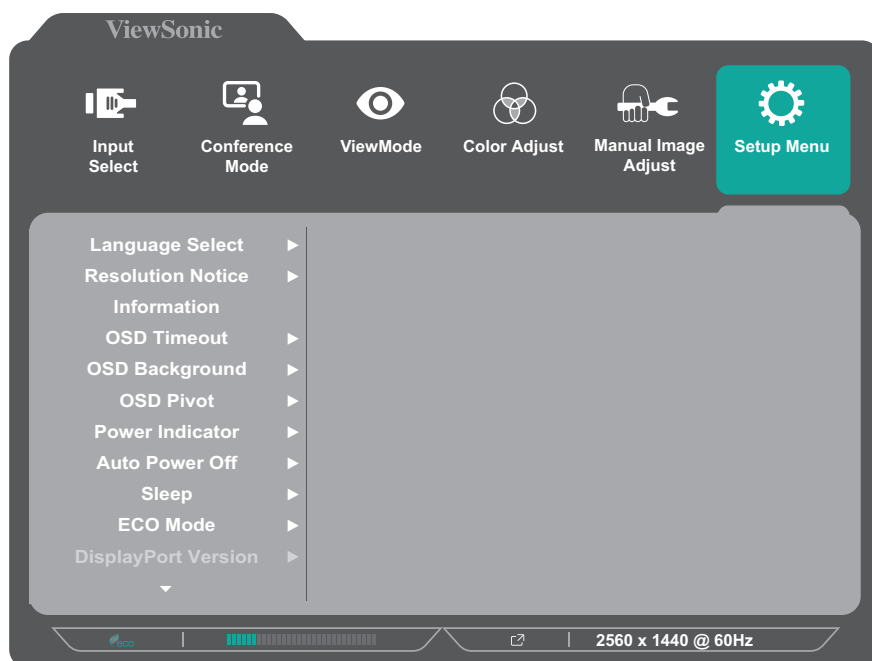 ViewSonic
Input
Select
Conference
Mode
ViewMode
Color Adjust
Manual Image
Adjust
Setup Menu
Language Select
Resolution Notice
Information
OSD Timeout
OSD Background
OSD Pivot
Power Indicator
Auto Power Off
Sleep
ECO Mode
DisplayPort Version
eco
2560 x 1440 @ 60Hz